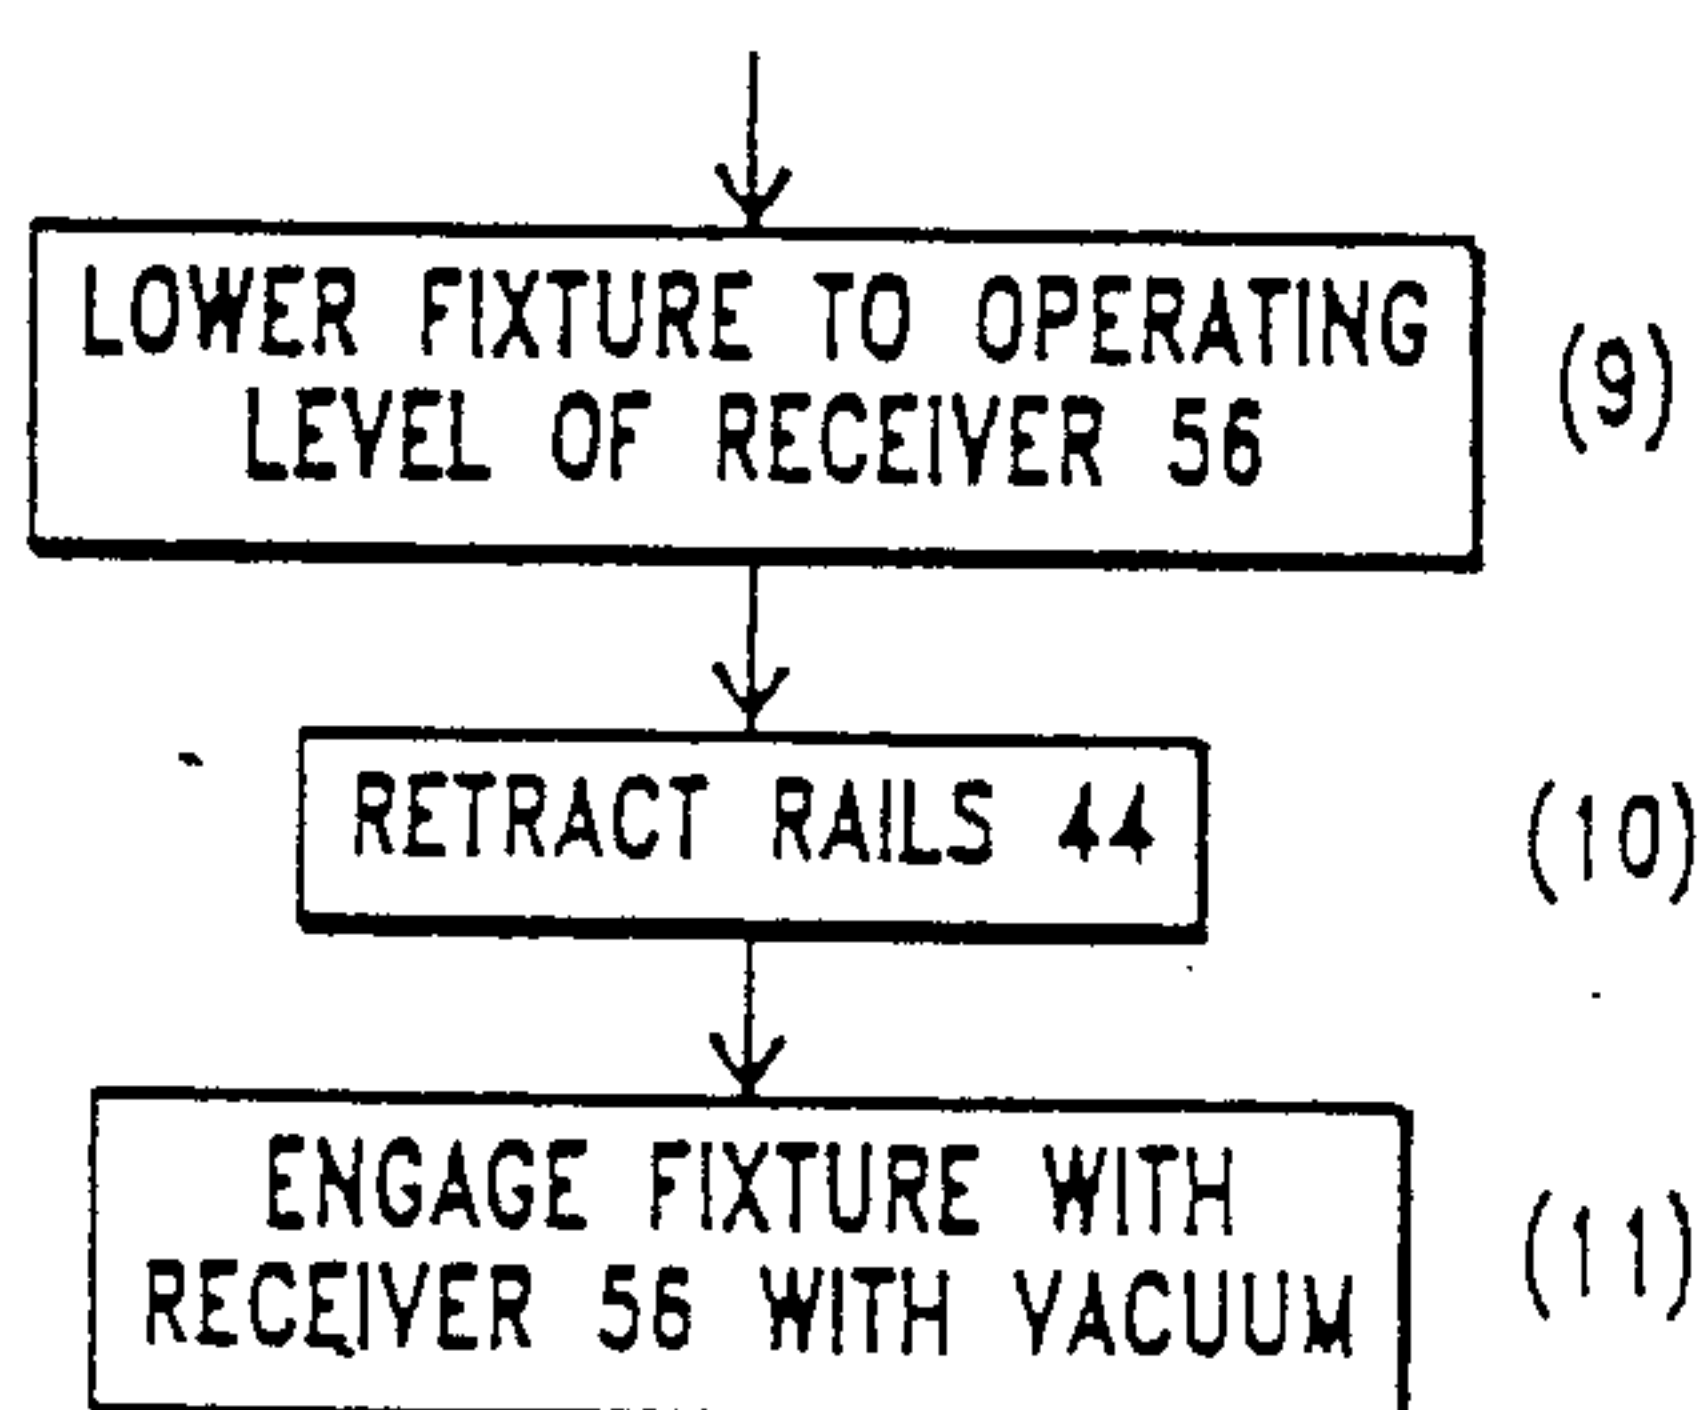 LOWER FIXTURE TO OPERATING
LEVEL OF RECEIVER 56
(9)
RETRACT RAILS 44
(10)
ENGAGE FIXTURE WITH
RECEIVER 56 WITH VACUUM
(11)